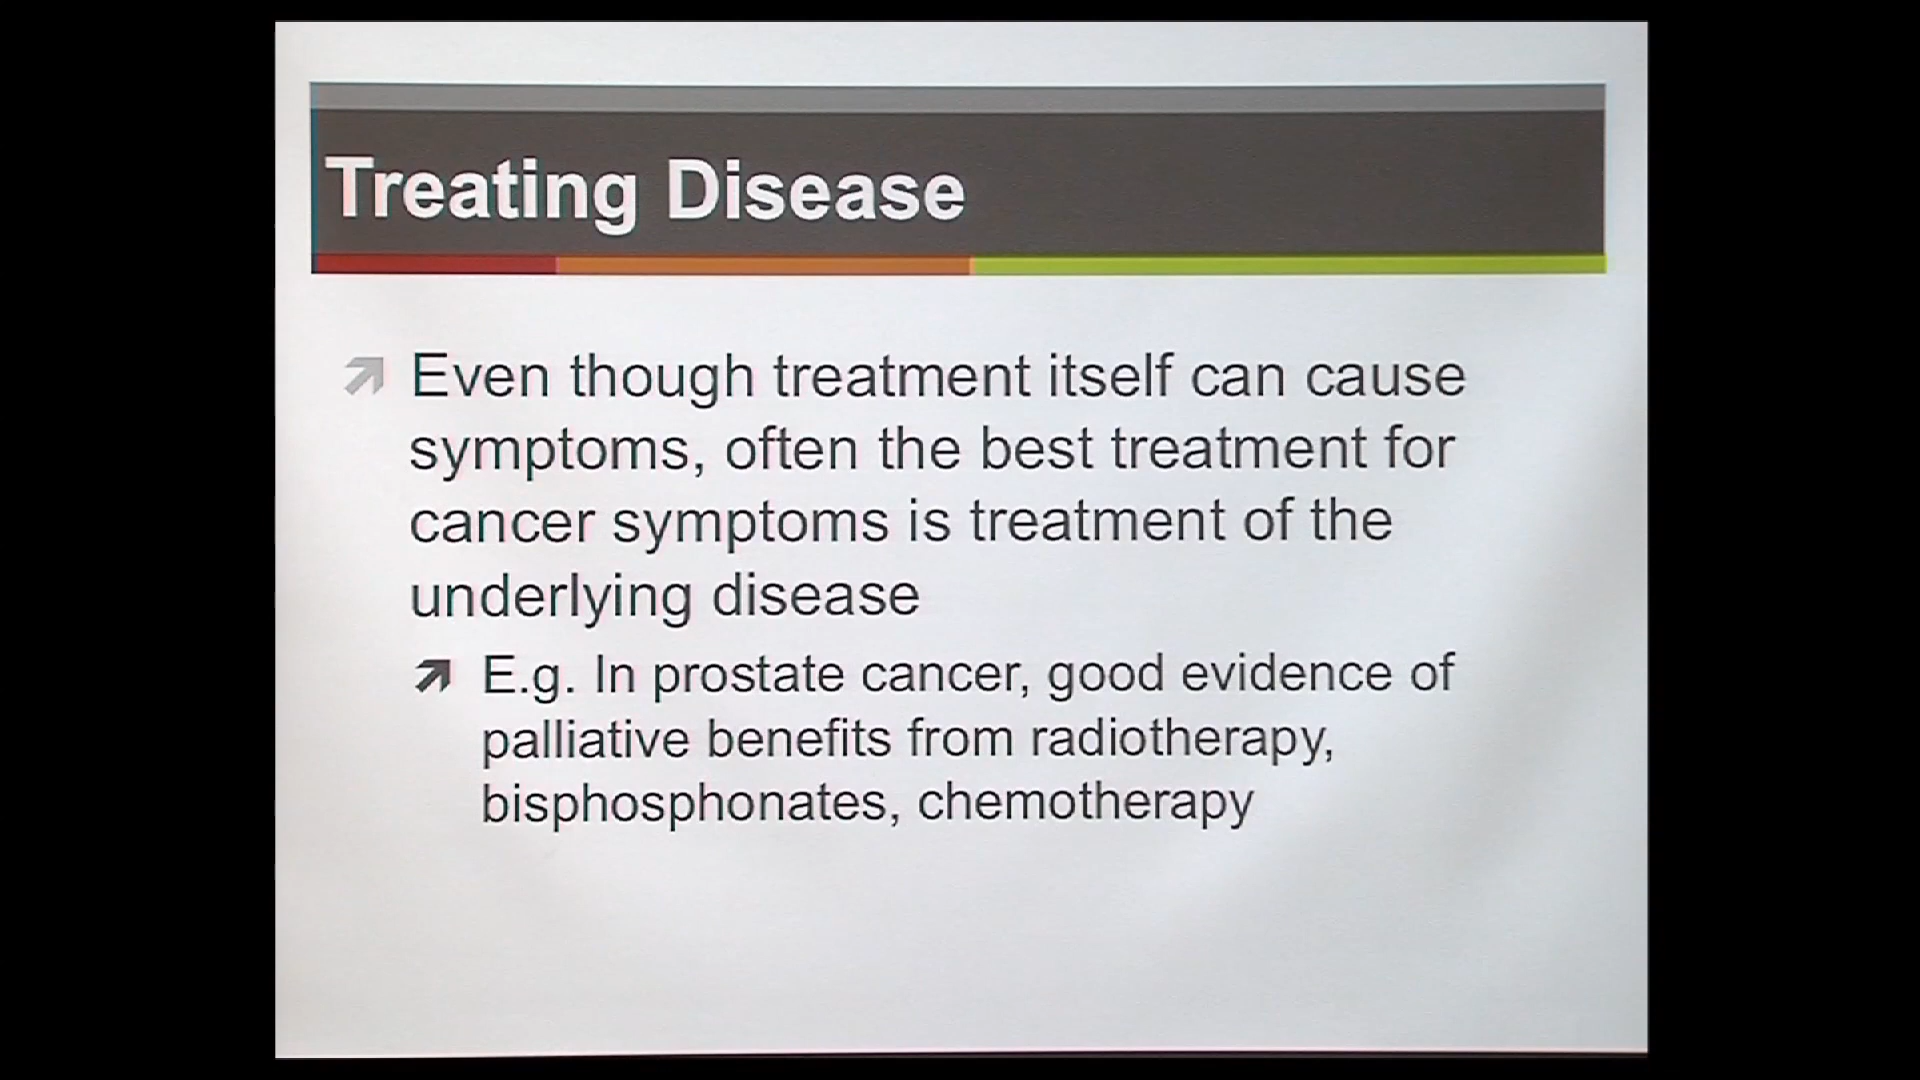 Treating Disease
Even though treatment itself can cause
symptoms, often the best treatment for
cancer symptoms is treatment of the
underlying disease
E.g. In prostate cancer, good evidence of
palliative benefits from radiotherapy,
bisphosphonates, chemotherapy